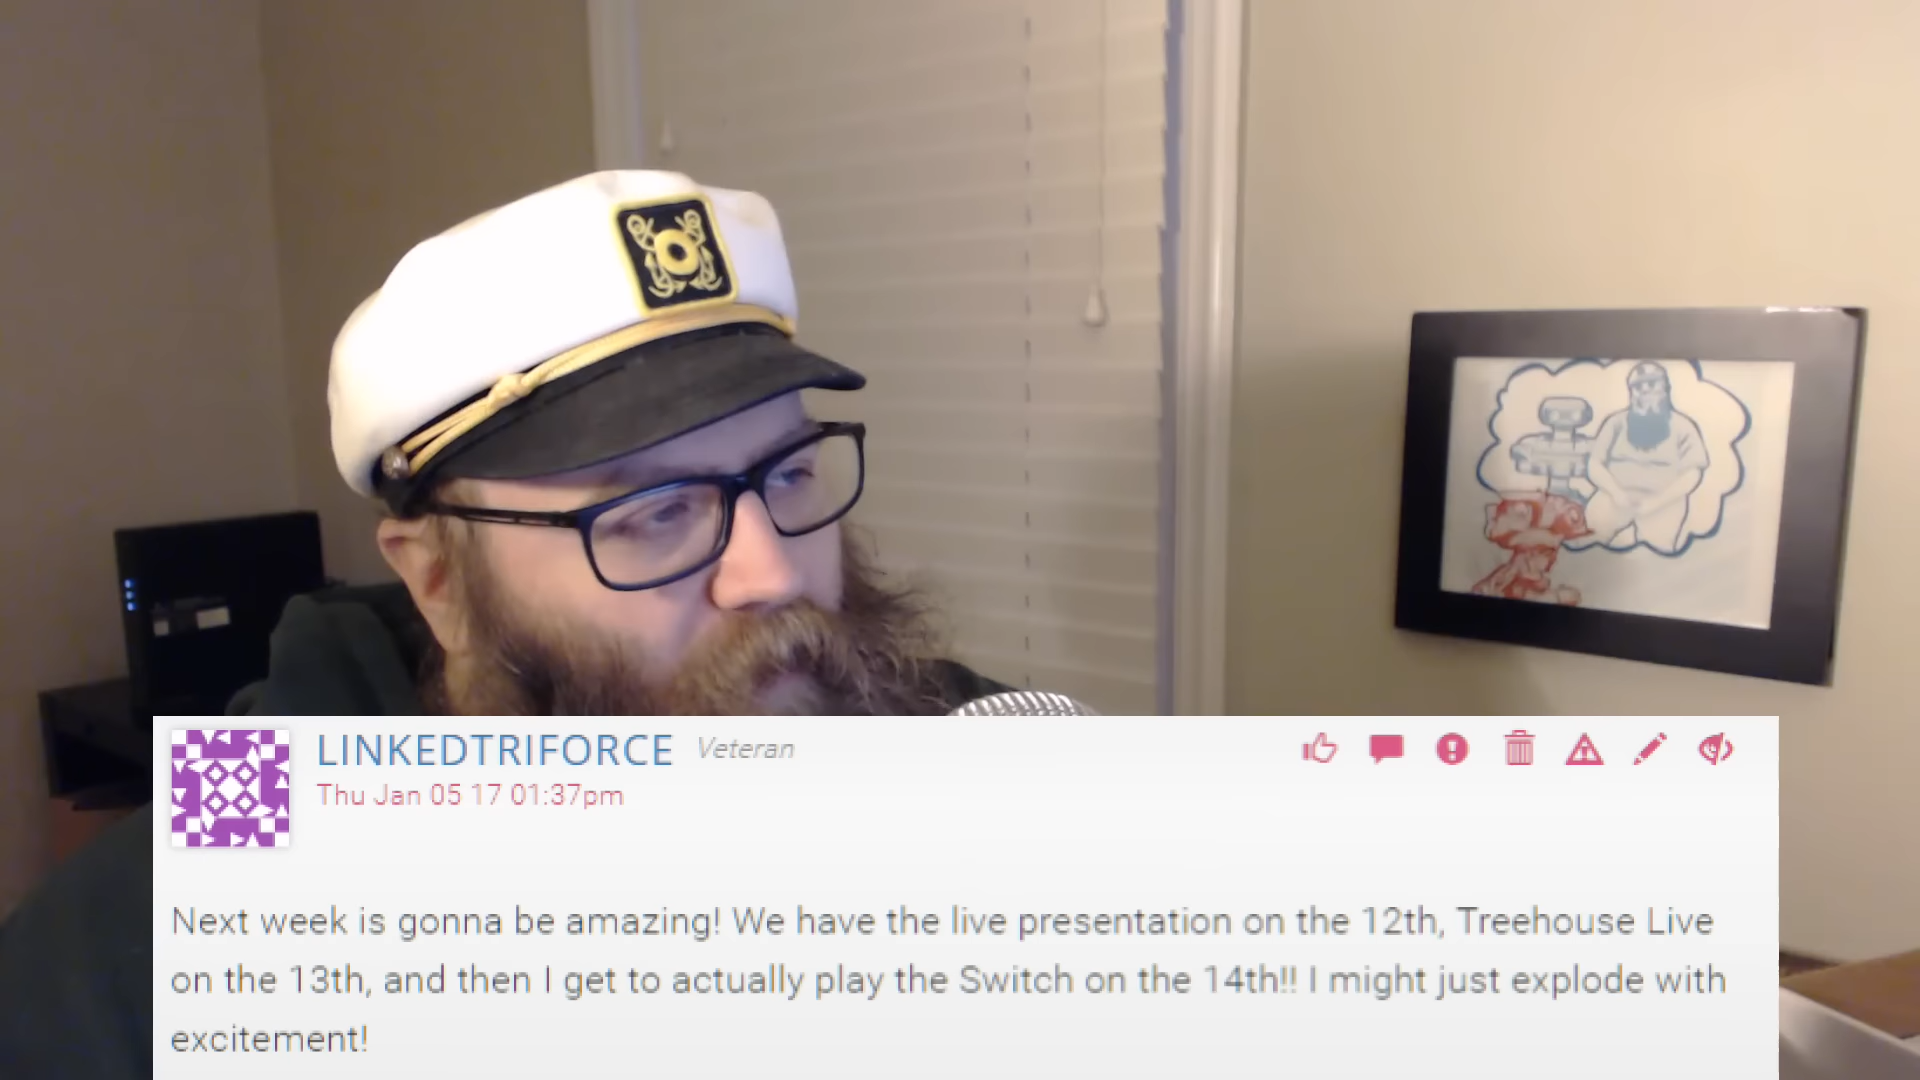 LINKEDTRIFORCE Veteran
Thu Jan 05 17 01:37pm
Next week is gonna be amazing! We have the live presentation on the 12th, Treehouse Live
on the 13th, and then I get to actually play the Switch on the 14th!! I might just explode with
excitement!